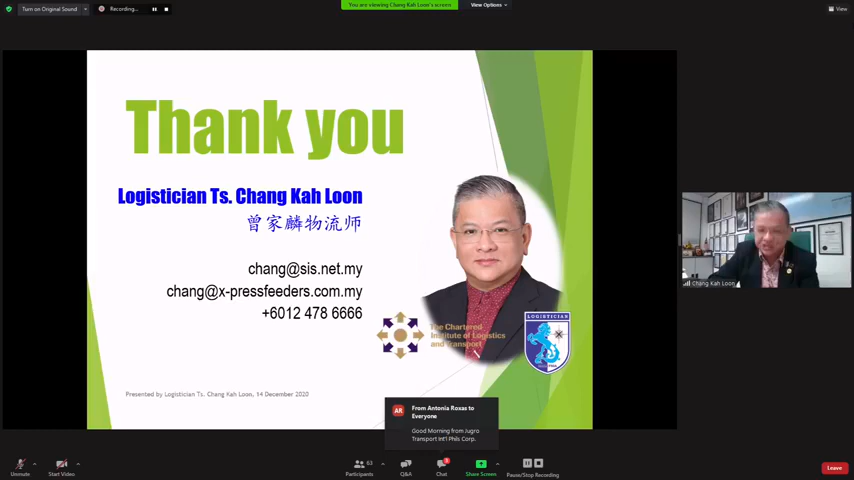 Turn on Original Sound
Recording...
You are viewing Chang Kah Loon's screen
View Options
View
Thank you
Logistician Ts. Chang Kah Loon
曾家麟物流师
chang@sis.net.my
chang@x-pressfeeders.com.my
+6012 478 6666
The Chartered
Institute of Logistics
and Transport
LOGISTICIAN
Presented by Logistician Ts. Chang Kah Loon, 14 December 2020
Chang Kah Loon
AR
From Antonia Roxas to
Everyone
Good Morning from Jugro
Transport Int'l Phils Corp.
Unmute
Start Video
Participants
63
Q&A
Chat
Share Screen
Pause/Stop Recording
Leave